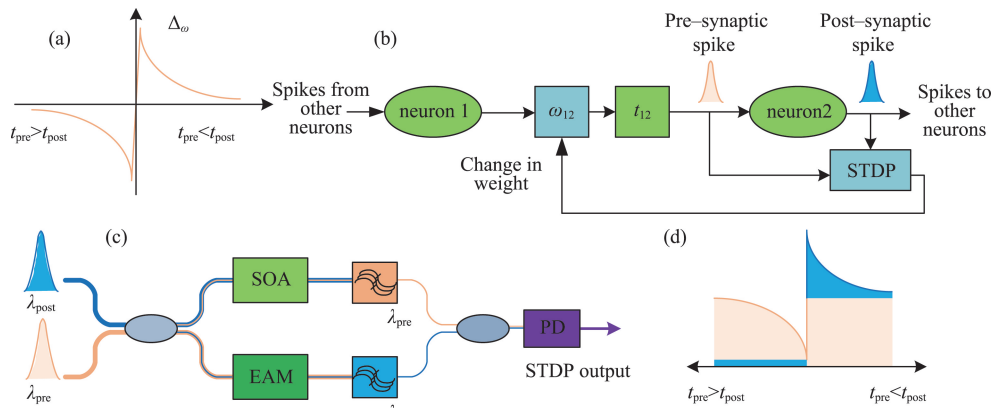 (a)
Δω
tpre>tpost
tpre<tpost
(b)
Pre–synaptic
spike
Post–synaptic
spike
Spikes from
other
neurons
neuron 1
ω12
t12
neuron2
Spikes to
other
neurons
Change in
weight
STDP
(c)
λpost
λpre
SOA
EAM
λpre
λ
PD
STDP output
(d)
tpre>tpost
tpre<tpost